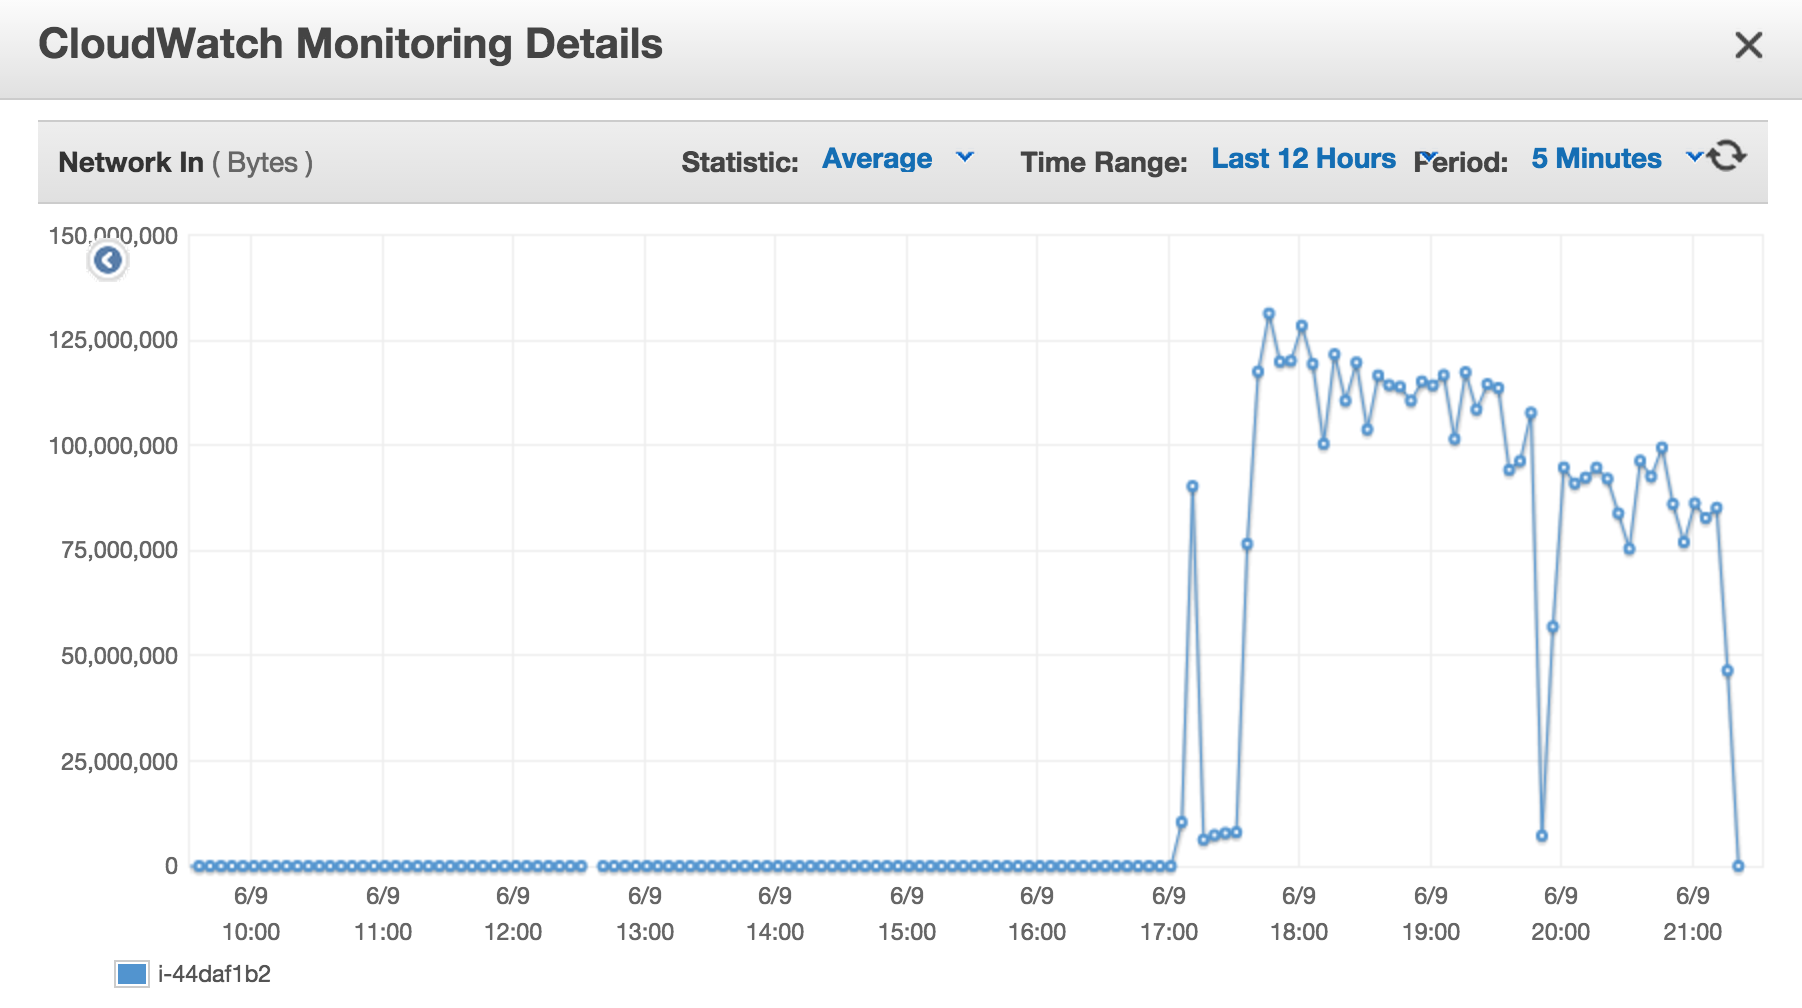 CloudWatch Monitoring Details
Network In ( Bytes ) Statistic: Average Time Range: Last 12 Hours Period: 5 Minutes
150,000,000
125,000,000
100,000,000
75,000,000
50,000,000
25,000,000
0
6/9 6/9 6/9 6/9 6/9 6/9 6/9 6/9 6/9 6/9 6/9 6/9
10:00 11:00 12:00 13:00 14:00 15:00 16:00 17:00 18:00 19:00 20:00 21:00
i-44daf1b2